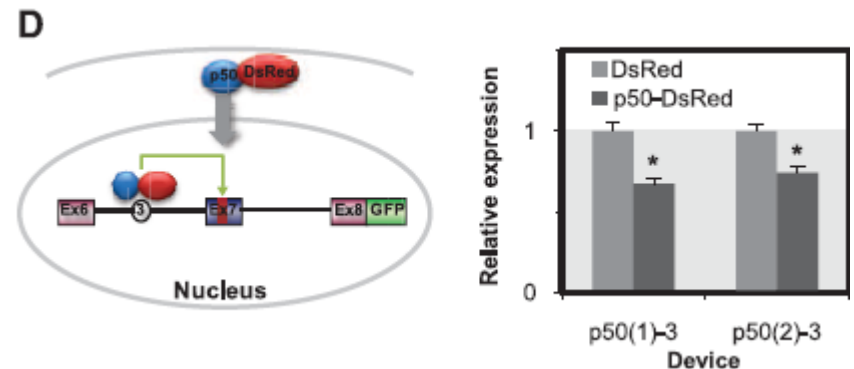 D
p50 DsRed
Ex6 3 Ex7 Ex8 GFP
Nucleus
Relative expression
1
0
DsRed
p50-DsRed
* *
p50(1)-3 p50(2)-3
Device